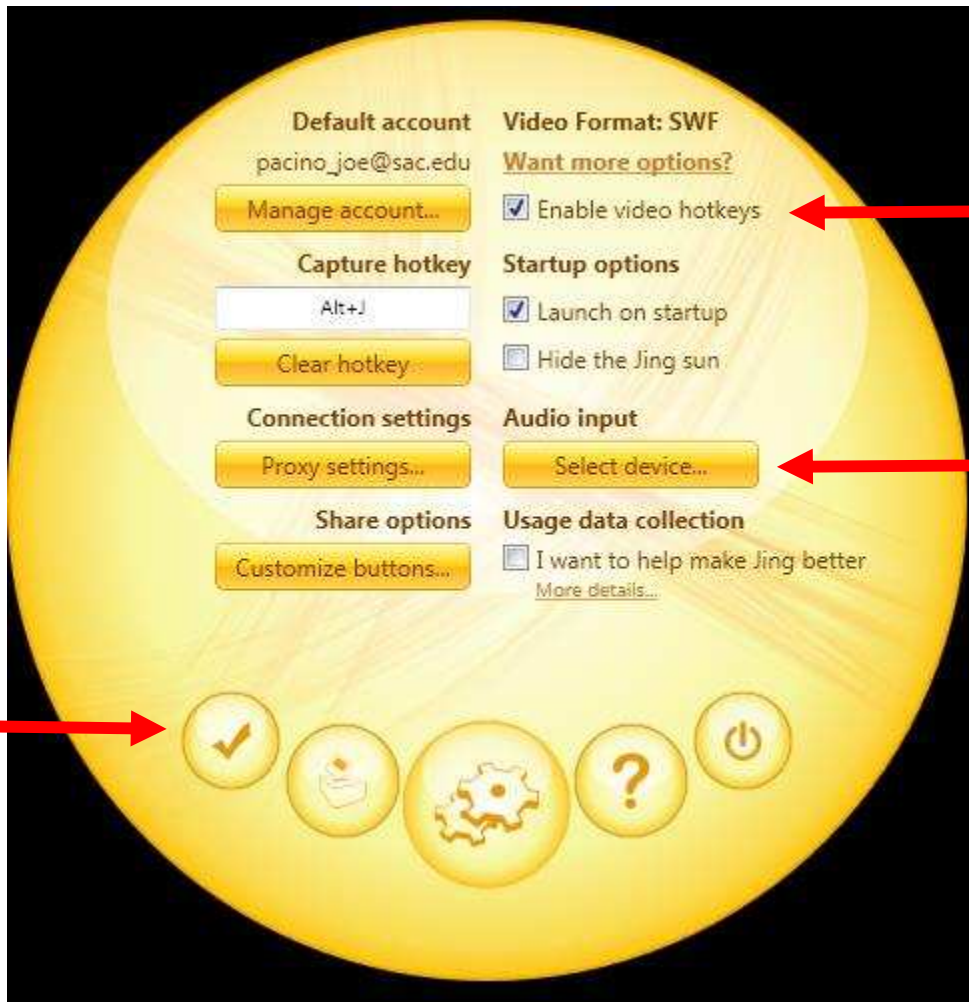 Default account
pacino_joe@sac.edu
Manage account...
Capture hotkey
Alt+J
Clear hotkey
Connection settings
Proxy settings...
Share options
Customize buttons...
Video Format: SWF
Want more options?
Enable video hotkeys
Startup options
Launch on startup
Hide the Jing sun
Audio input
Select device...
Usage data collection
I want to help make Jing better
More details...
?